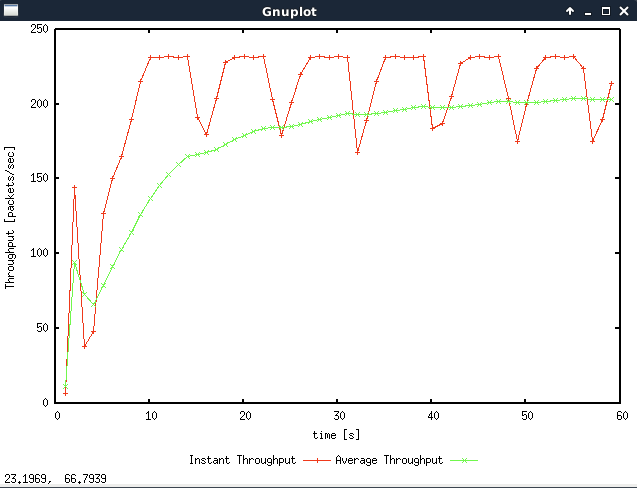 Gnuplot
250
200
150
100
50
0
Throughput [packets/sec]
0 10 20 30 40 50 60
time [s]
Instant Throughput Average Throughput
23.1969, 66.7939